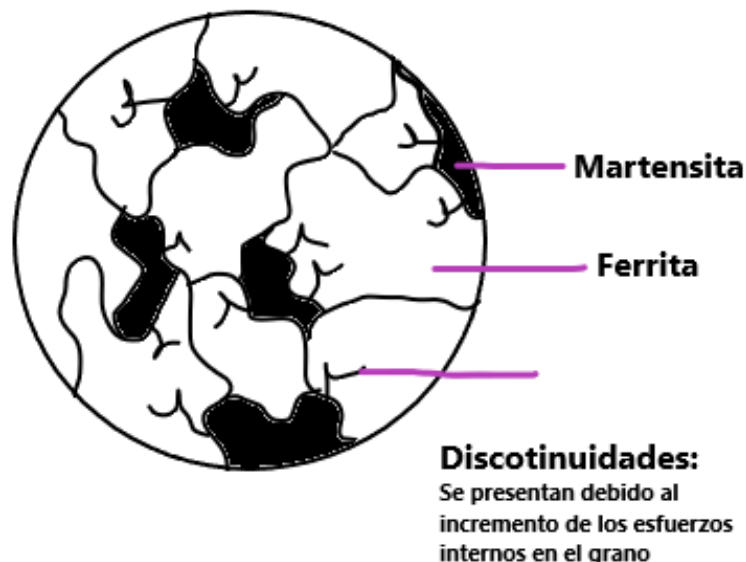 Martensita
Ferrita
Discotinuidades:
Se presentan debido al
incremento de los esfuerzos
internos en el grano